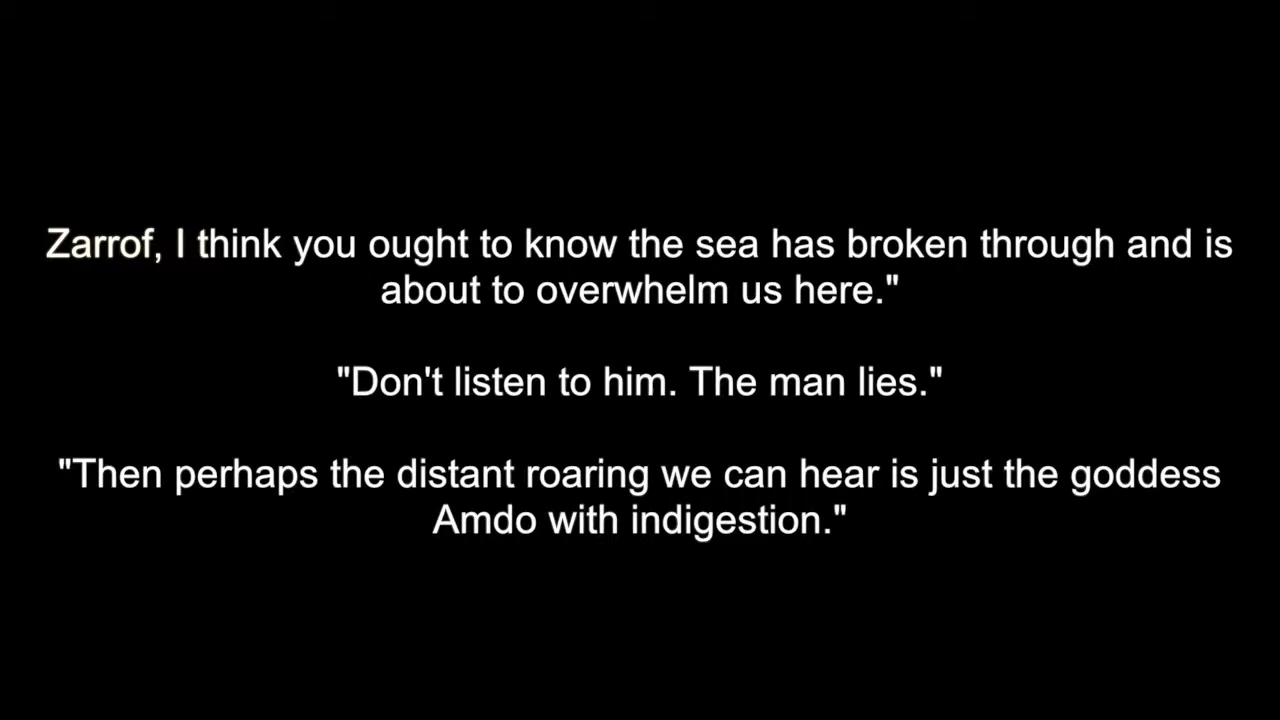 Zarrof, I think you ought to know the sea has broken through and is
about to overwhelm us here."
"Don't listen to him. The man lies."
"Then perhaps the distant roaring we can hear is just the goddess
Amdo with indigestion."